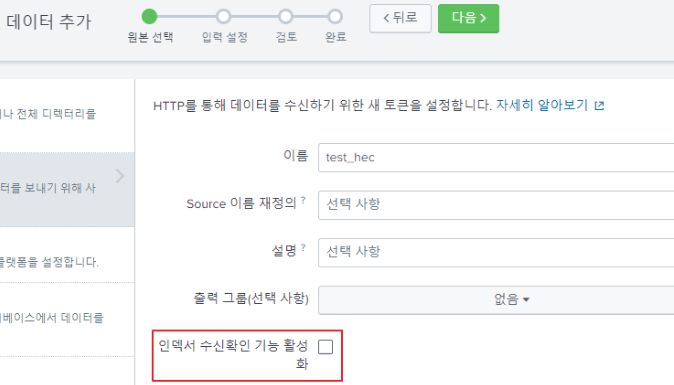 데이터 추가
원본 선택
입력 설정
검토
완료
< 뒤로
다음 >
HTTP를 통해 데이터를 수신하기 위한 새 토큰을 설정합니다. 자세히 알아보기
나 전체 디렉터리를
터를 보내기 위해 사
플랫폼을 설정합니다.
베이스에서 데이터를
이름
test_hec
Source 이름 재정의 ?
선택 사항
설명 ?
선택 사항
출력 그룹(선택 사항)
없음
인덱서 수신확인 기능 활성
화